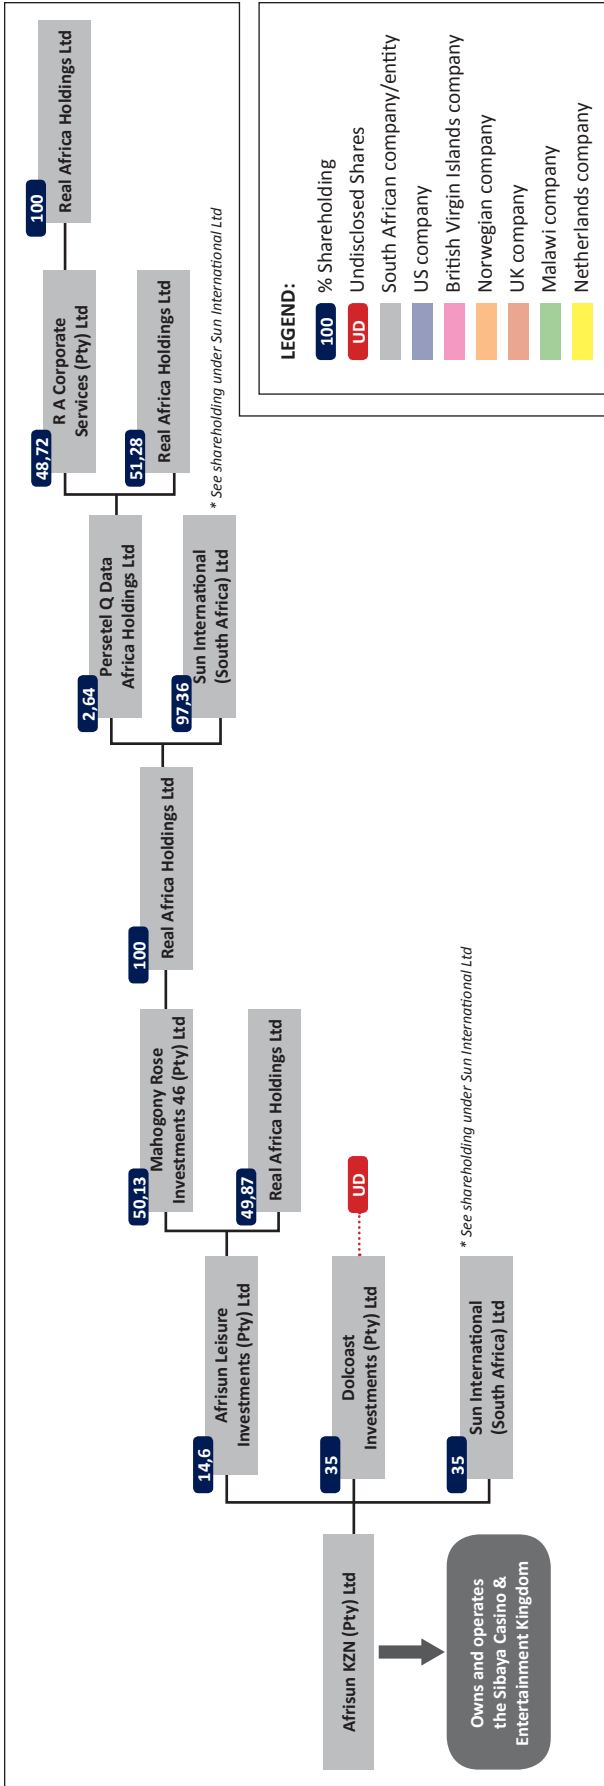 Afrisun KZN (Pty) Ltd
Owns and operates
the Sibaya Casino &
Entertainment Kingdom
14,6
Afrisun Leisure
Investments (Pty) Ltd
35
Dolcoast
Investments (Pty) Ltd
UD
35
Sun International
(South Africa) Ltd
* See shareholding under Sun International Ltd
50,13
Mahogony Rose
Investments 46 (Pty) Ltd
49,87
Real Africa Holdings Ltd
100
Real Africa Holdings Ltd
2,64
Persetel Q Data
Africa Holdings Ltd
97,36
Sun International
(South Africa) Ltd
* See shareholding under Sun International Ltd
48,72
R A Corporate
Services (Pty) Ltd
51,28
Real Africa Holdings Ltd
100
Real Africa Holdings Ltd
LEGEND:
100 % Shareholding
UD Undisclosed Shares
South African company/entity
US company
British Virgin Islands company
Norwegian company
UK company
Malawi company
Netherlands company